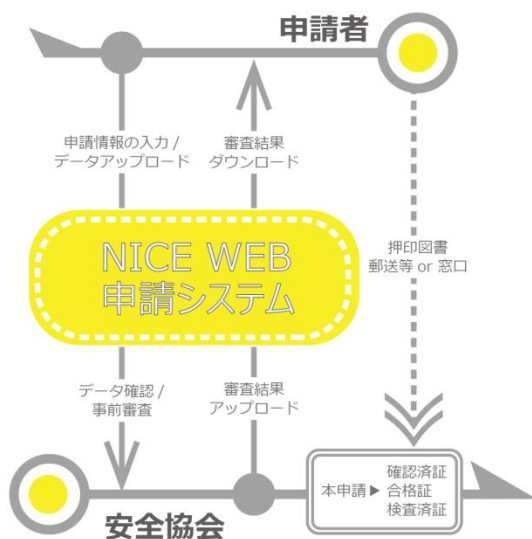 申請者
申請情報の入力 /
データアップロード
審査結果
ダウンロード
NICE WEB
申請システム
押印図書
郵送等 or 窓口
データ確認 /
事前審査
審査結果
アップロード
本申請▶
確認済証
合格証
検査済証
安全協会